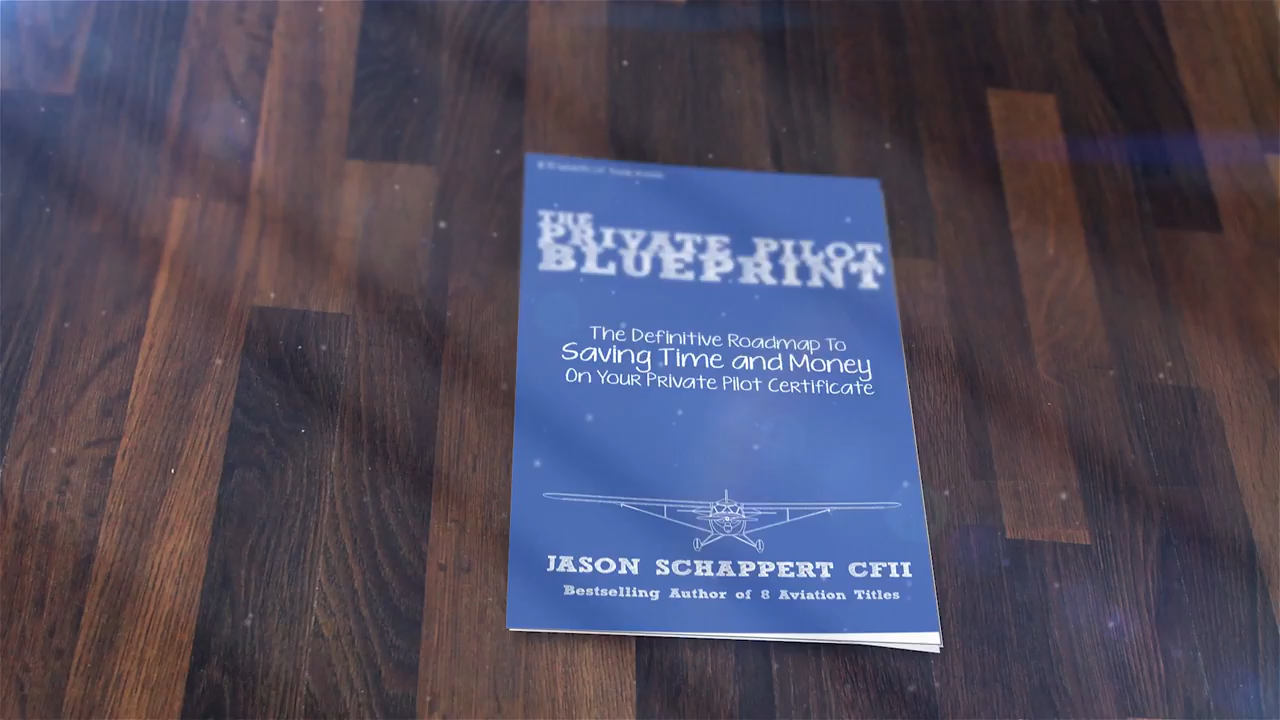 THE
PRIVATE PILOT
BLUEPRINT
The Definitive Roadmap To
Saving Time and Money
On Your Private Pilot Certificate
JASON SCHAPPERT CFII
Bestselling Author of 8 Aviation Titles